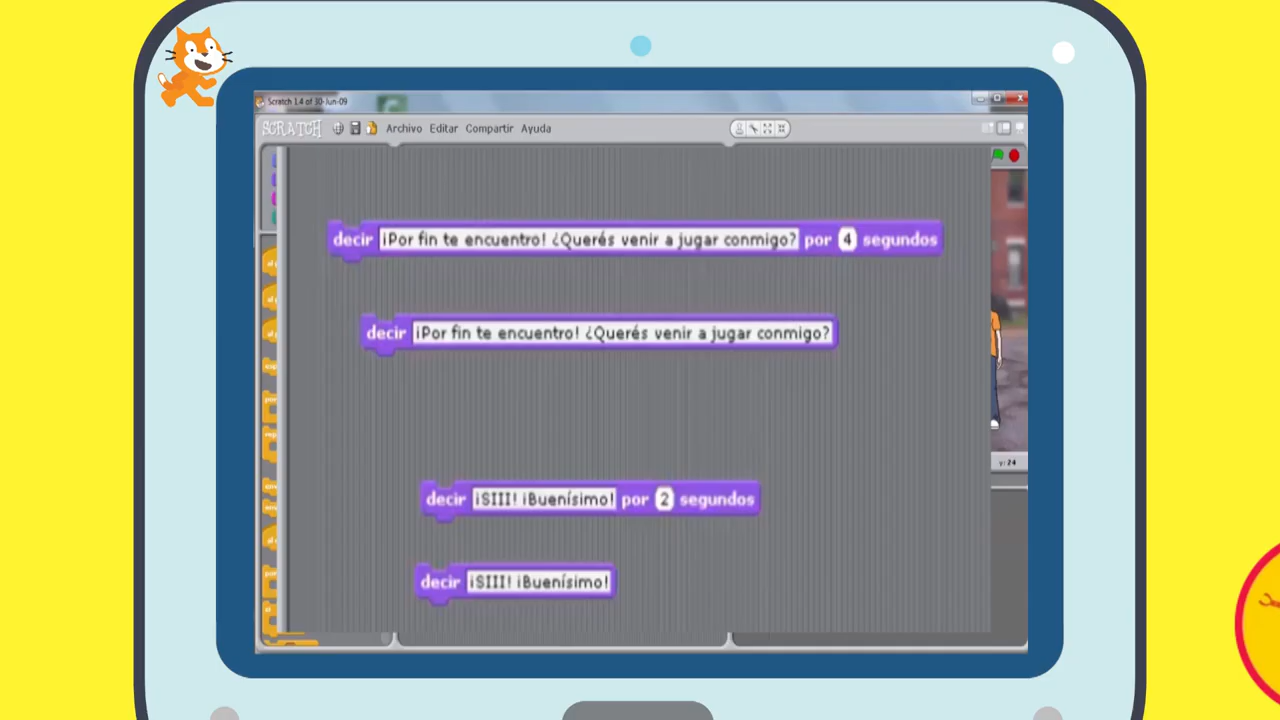 Scratch 1.4 of 30-Jun-09
SCRATCH Archivo Editar Compartir Ayuda
decir ¡Por fin te encuentro! ¿Querés venir a jugar conmigo? por 4 segundos
decir ¡Por fin te encuentro! ¿Querés venir a jugar conmigo?
y: 24
decir ¡SIII! ¡Buenísimo! por 2 segundos
decir ¡SIII! ¡Buenísimo!